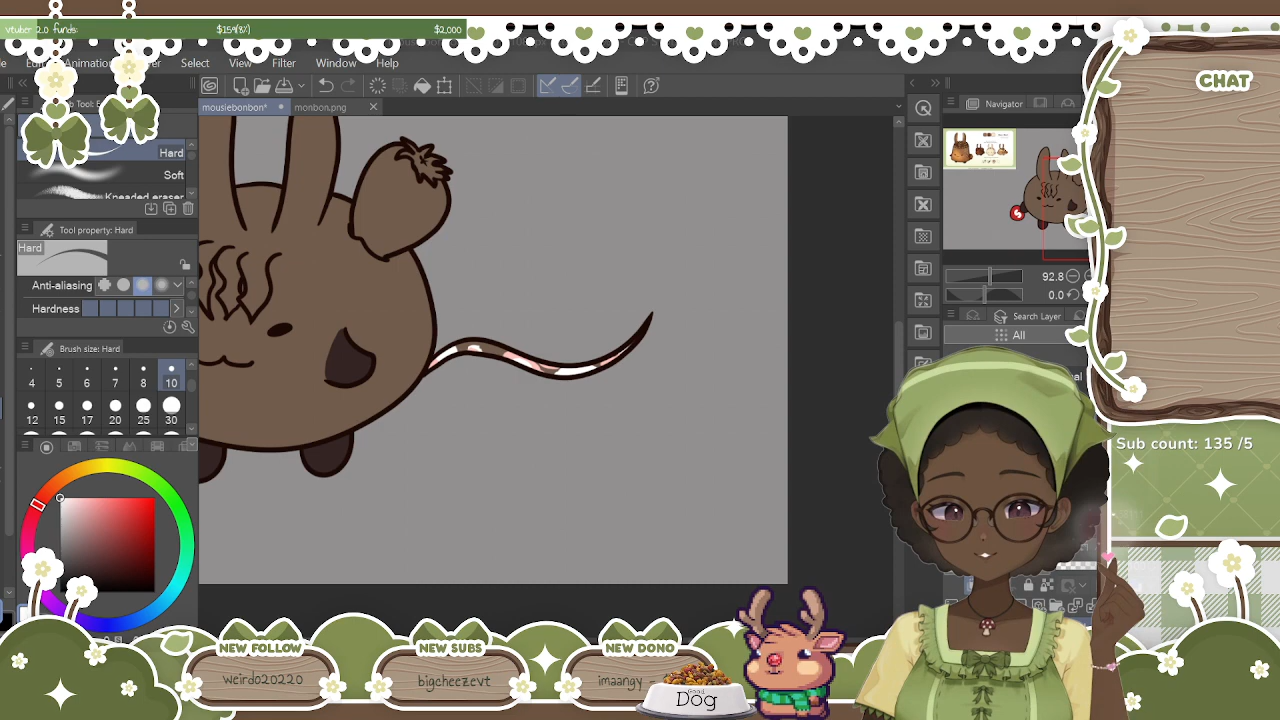 vtuber 2.0 funds: $159(8%) $2,000
Select View Filter Window Help
mousiebonbon* monbon.png
CHAT
Navigator
Hard
Soft
Kneaded eraser
Tool property: Hard
Hard
Anti-aliasing
Hardness
Brush size: Hard
4 5 6 7 8 10
12 15 17 20 25 30
92.8
0.0
Search Layer
All
Sub count: 135 /5
NEW FOLLOW
weirdo20220
NEW SUBS
bigcheezevt
NEW DONO
imaangy -
Dog